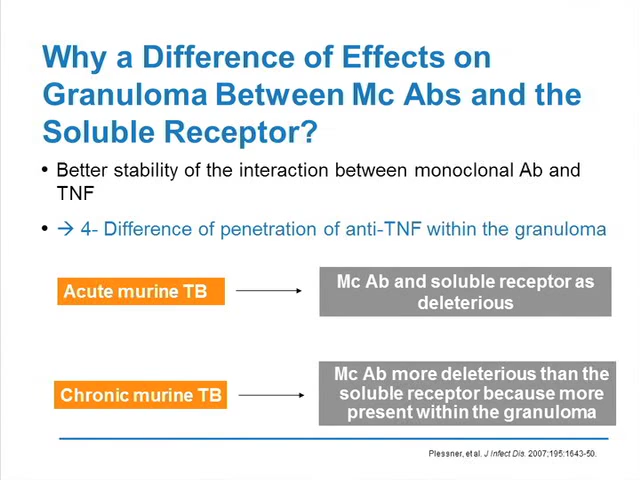 Why a Difference of Effects on
Granuloma Between Mc Abs and the
Soluble Receptor?
• Better stability of the interaction between monoclonal Ab and
TNF
• → 4- Difference of penetration of anti-TNF within the granuloma
Acute murine TB
Mc Ab and soluble receptor as
deleterious
Chronic murine TB
Mc Ab more deleterious than the
soluble receptor because more
present within the granuloma
Plessner, et al. J Infect Dis. 2007;195:1643-50.